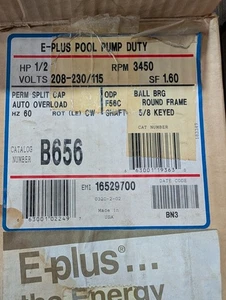 E-PLUS POOL PUMP DUTY
HP 1/2 RPM 3450
VOLTS 208-230/115 SF 1.60
PERM SPLIT CAP ODP BALL BRG
AUTO OVERLOAD F56C ROUND FRAME
HZ 60 ROT (LE) CW SHAFT 5/8 KEYED
CAT NUMBER
CATALOG NUMBER B656
EMI 16529700
DATE CODE
Made in
USA
BN3
E-plus...
the Energy